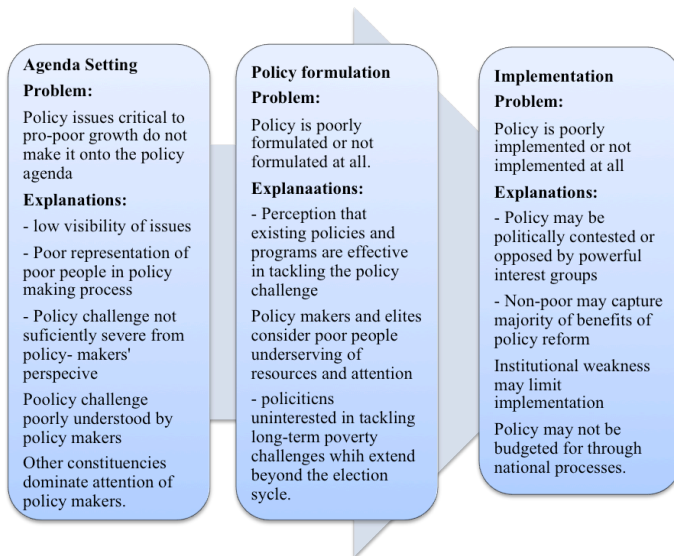 Agenda Setting
Problem:
Policy issues critical to
pro-poor growth do not
make it onto the policy
agenda
Explanations:
- low visibility of issues
- Poor representation of
poor people in policy
making process
- Policy challenge not
suficiently severe from
policy- makers'
perspecive
Poolicy challenge
poorly understood by
policy makers
Other constituencies
dominate attention of
policy makers.
Policy formulation
Problem:
Policy is poorly
formulated or not
formulated at all.
Explanaations:
- Perception that
existing policies and
programs are effective
in tackling the policy
challenge
Policy makers and elites
consider poor people
underserving of
resources and attention
- policiticns
uninterested in tackling
long-term poverty
challenges whih extend
beyond the election
sycle.
Implementation
Problem:
Policy is poorly
implemented or not
implemented at all
Explanations:
- Policy may be
politically contested or
opposed by powerful
interest groups
- Non-poor may capture
majority of benefits of
policy reform
Institutional weakness
may limit
implementation
Policy may not be
budgeted for through
national processes.